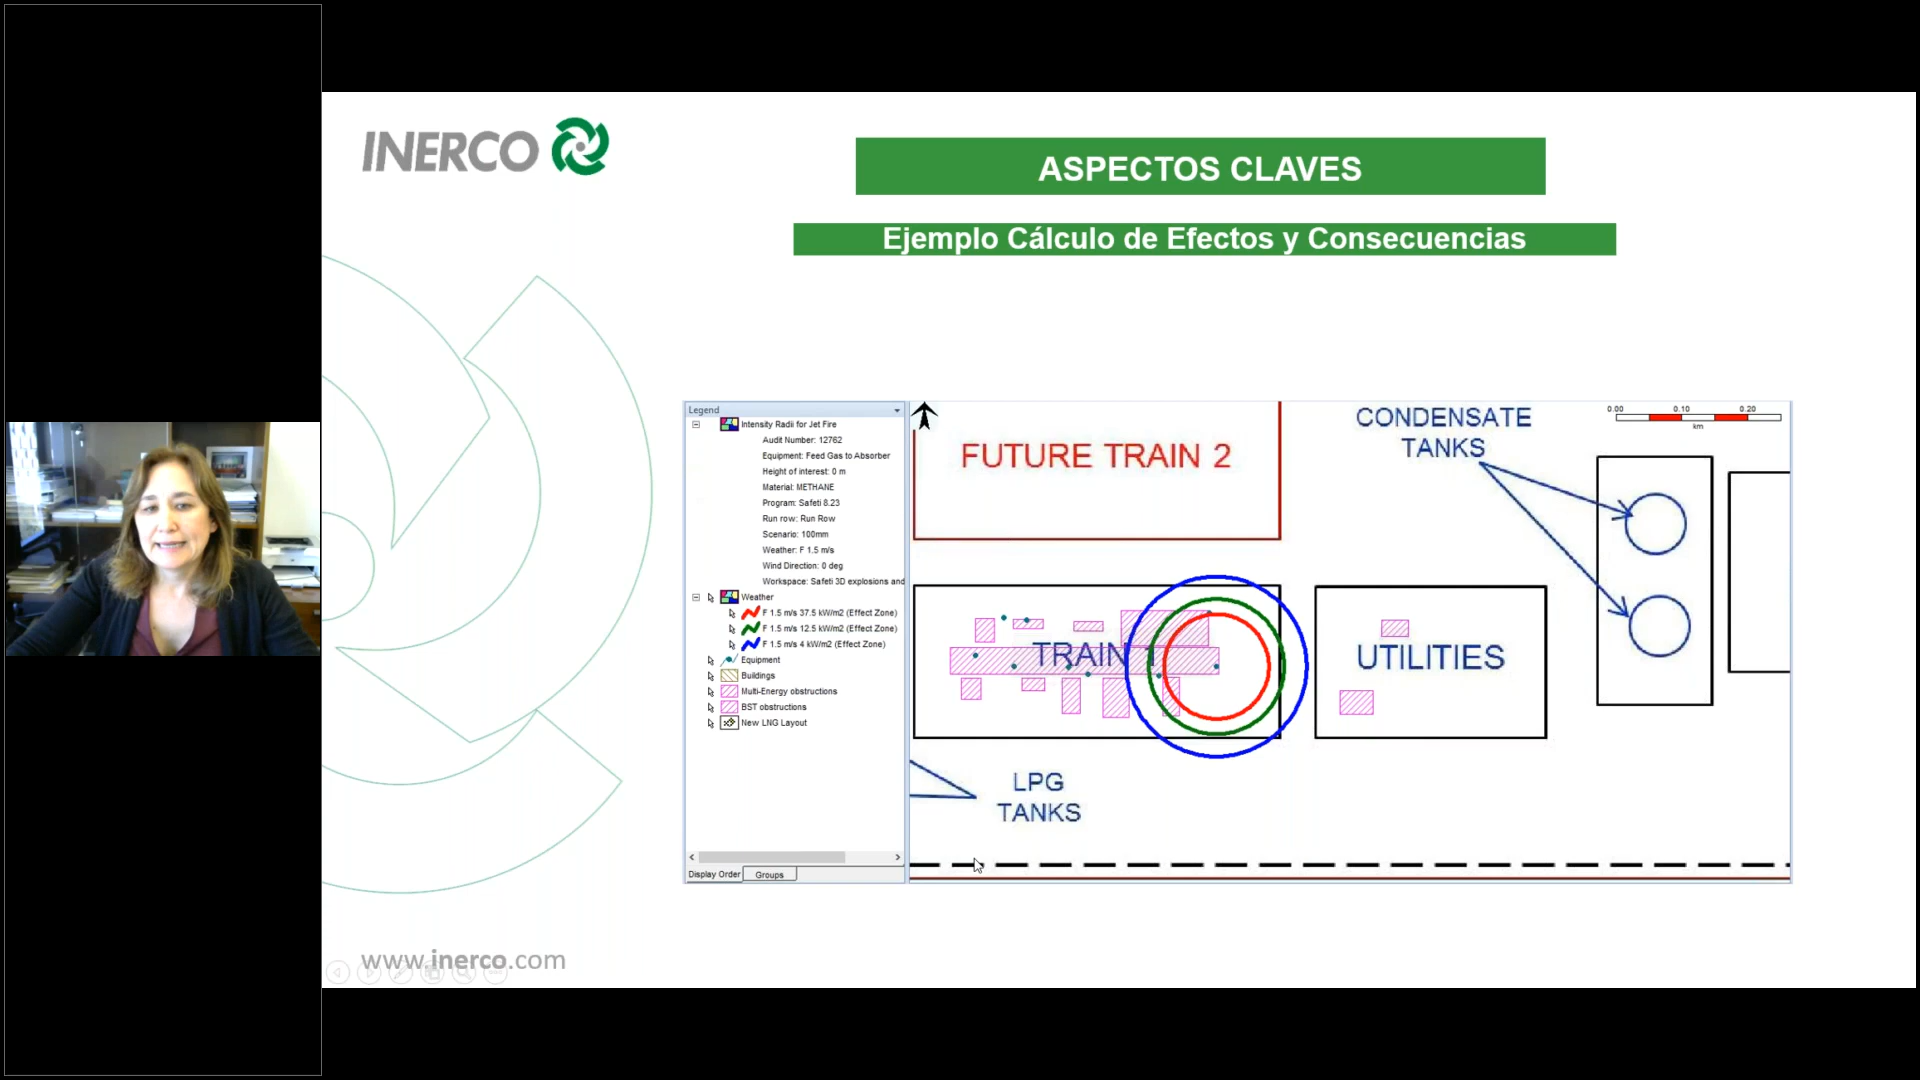 INERCO
ASPECTOS CLAVES
Ejemplo Cálculo de Efectos y Consecuencias
Legend
Intensity Radii for Jet Fire
Audit Number: 12762
Equipment: Feed Gas to Absorber
Height of interest: 0 m
Material: METHANE
Program: Safeti 8.23
Run row: Run Row
Scenario: 100mm
Weather: F 1.5 m/s
Wind Direction: 0 deg
Workspace: Safeti 3D explosions and
Weather
F 1.5 m/s 37.5 kW/m2 (Effect Zone)
F 1.5 m/s 12.5 kW/m2 (Effect Zone)
F 1.5 m/s 4 kW/m2 (Effect Zone)
Equipment
Buildings
Multi-Energy obstructions
BST obstructions
New LNG Layout
Display Order
Groups
FUTURE TRAIN 2
CONDENSATE
TANKS
0.00 0.10 0.20
km
TRAIN 1
UTILITIES
LPG
TANKS
www.inerco.com